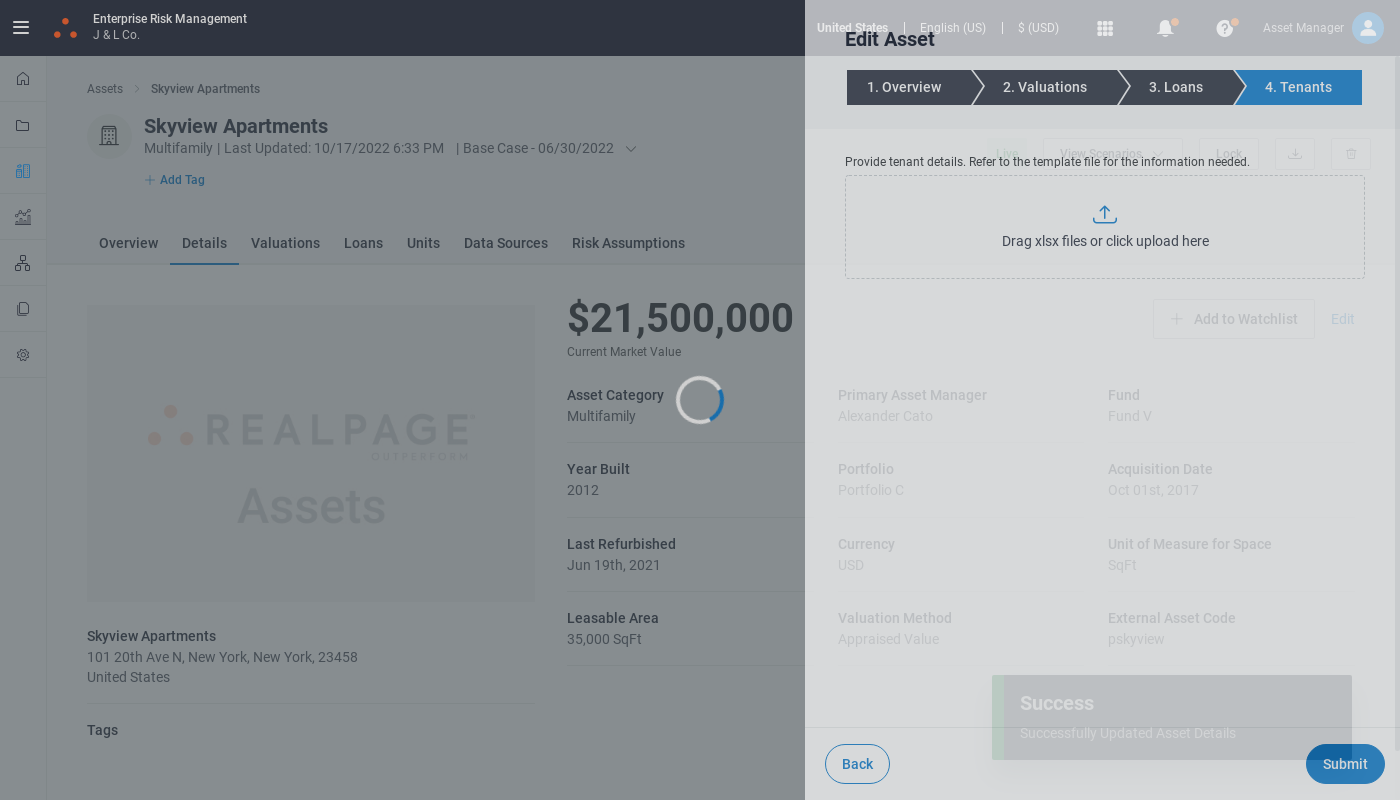 Enterprise Risk Management
J & L Co.
United States | English (US) | $ (USD)
Asset Manager
Edit Asset
1. Overview
2. Valuations
3. Loans
4. Tenants
Assets
Skyview Apartments
Skyview Apartments
Multifamily | Last Updated: 10/17/2022 6:33 PM | Base Case - 06/30/2022
Add Tag
Live
View Scenarios
Lock
Provide tenant details. Refer to the template file for the information needed.
Drag xlsx files or click upload here
Overview
Details
Valuations
Loans
Units
Data Sources
Risk Assumptions
REALPAGE
OUTPERFORM
Assets
$21,500,000
Current Market Value
Add to Watchlist
Edit
Asset Category
Multifamily
Primary Asset Manager
Alexander Cato
Fund
Fund V
Year Built
2012
Portfolio
Portfolio C
Acquisition Date
Oct 01st, 2017
Last Refurbished
Jun 19th, 2021
Currency
USD
Unit of Measure for Space
SqFt
Leasable Area
35,000 SqFt
Valuation Method
Appraised Value
External Asset Code
pskyview
Skyview Apartments
101 20th Ave N, New York, New York, 23458
United States
Tags
Success
Successfully Updated Asset Details
Back
Submit